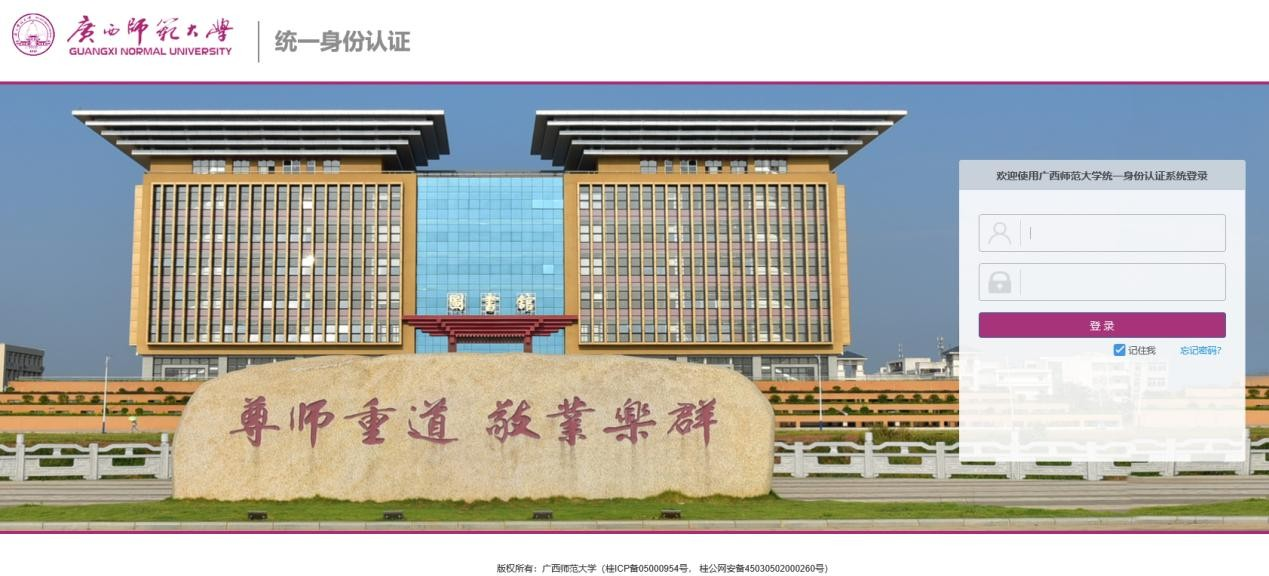 廣西師範大學
GUANGXI NORMAL UNIVERSITY
统一身份认证
欢迎使用广西师范大学统一身份认证系统登录
登 录
记住我 忘记密码?
圖書館
尊师重道 敬業樂群
版权所有：广西师范大学（桂ICP备05000954号， 桂公网安备45030502000260号）